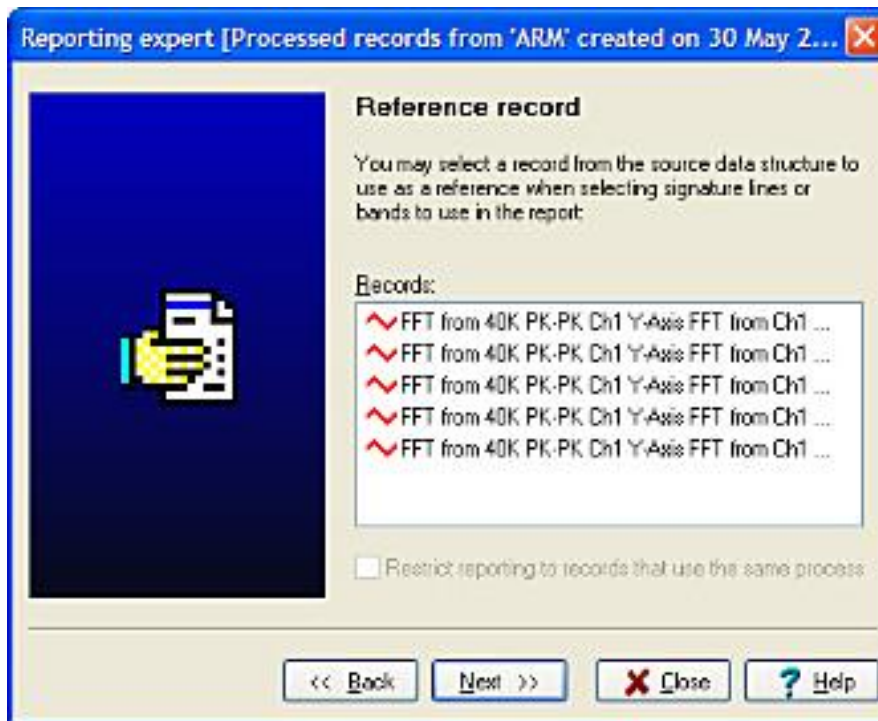 Reporting expert [Processed records from 'ARM' created on 30 May 2...
Reference record
You may select a record from the source data structure to
use as a reference when selecting signature lines or
bands to use in the report:
Records:
FFT from 40K PK-PK Ch1 Y-Axis FFT from Ch1 ...
FFT from 40K PK-PK Ch1 Y-Axis FFT from Ch1 ...
FFT from 40K PK-PK Ch1 Y-Axis FFT from Ch1 ...
FFT from 40K PK-PK Ch1 Y-Axis FFT from Ch1 ...
FFT from 40K PK-PK Ch1 Y-Axis FFT from Ch1 ...
Restrict reporting to records that use the same process
<< Back Next >> Close Help